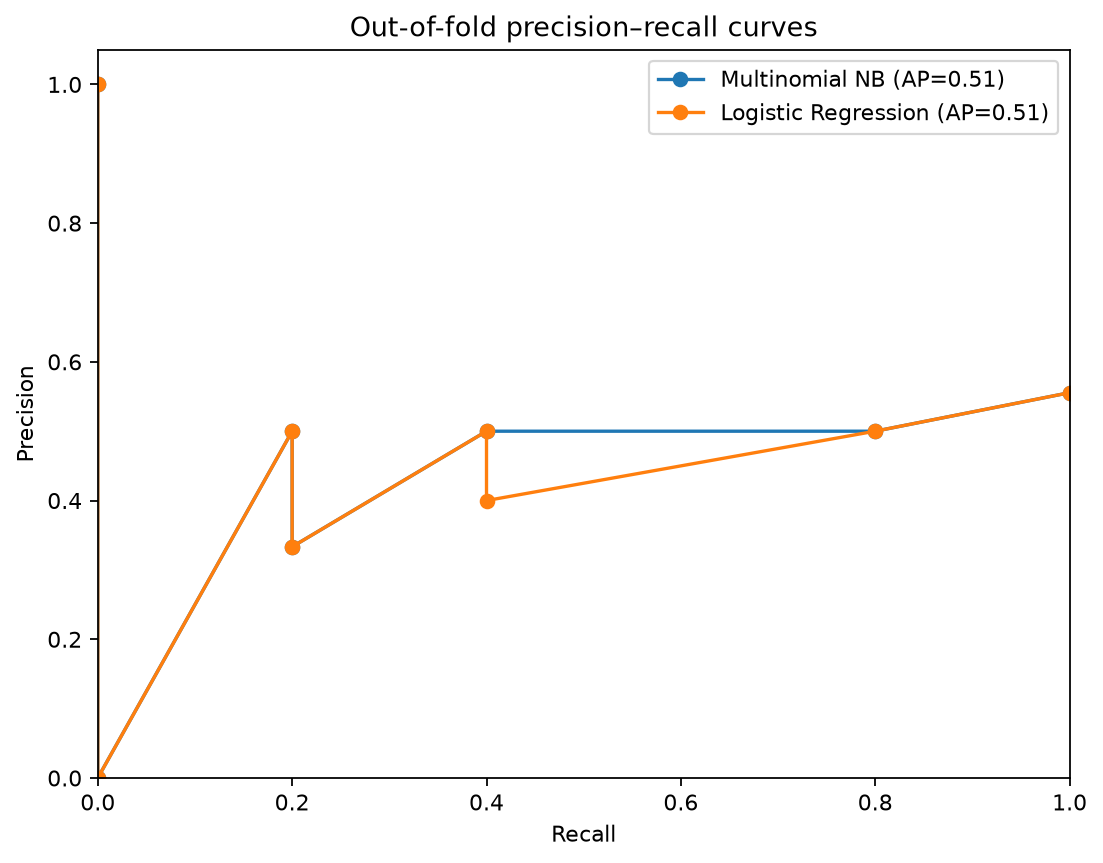 Out-of-fold precision–recall curves
Multinomial NB (AP=0.51)
Logistic Regression (AP=0.51)
Precision
1.0
0.8
0.6
0.4
0.2
0.0
0.0 0.2 0.4 0.6 0.8 1.0
Recall